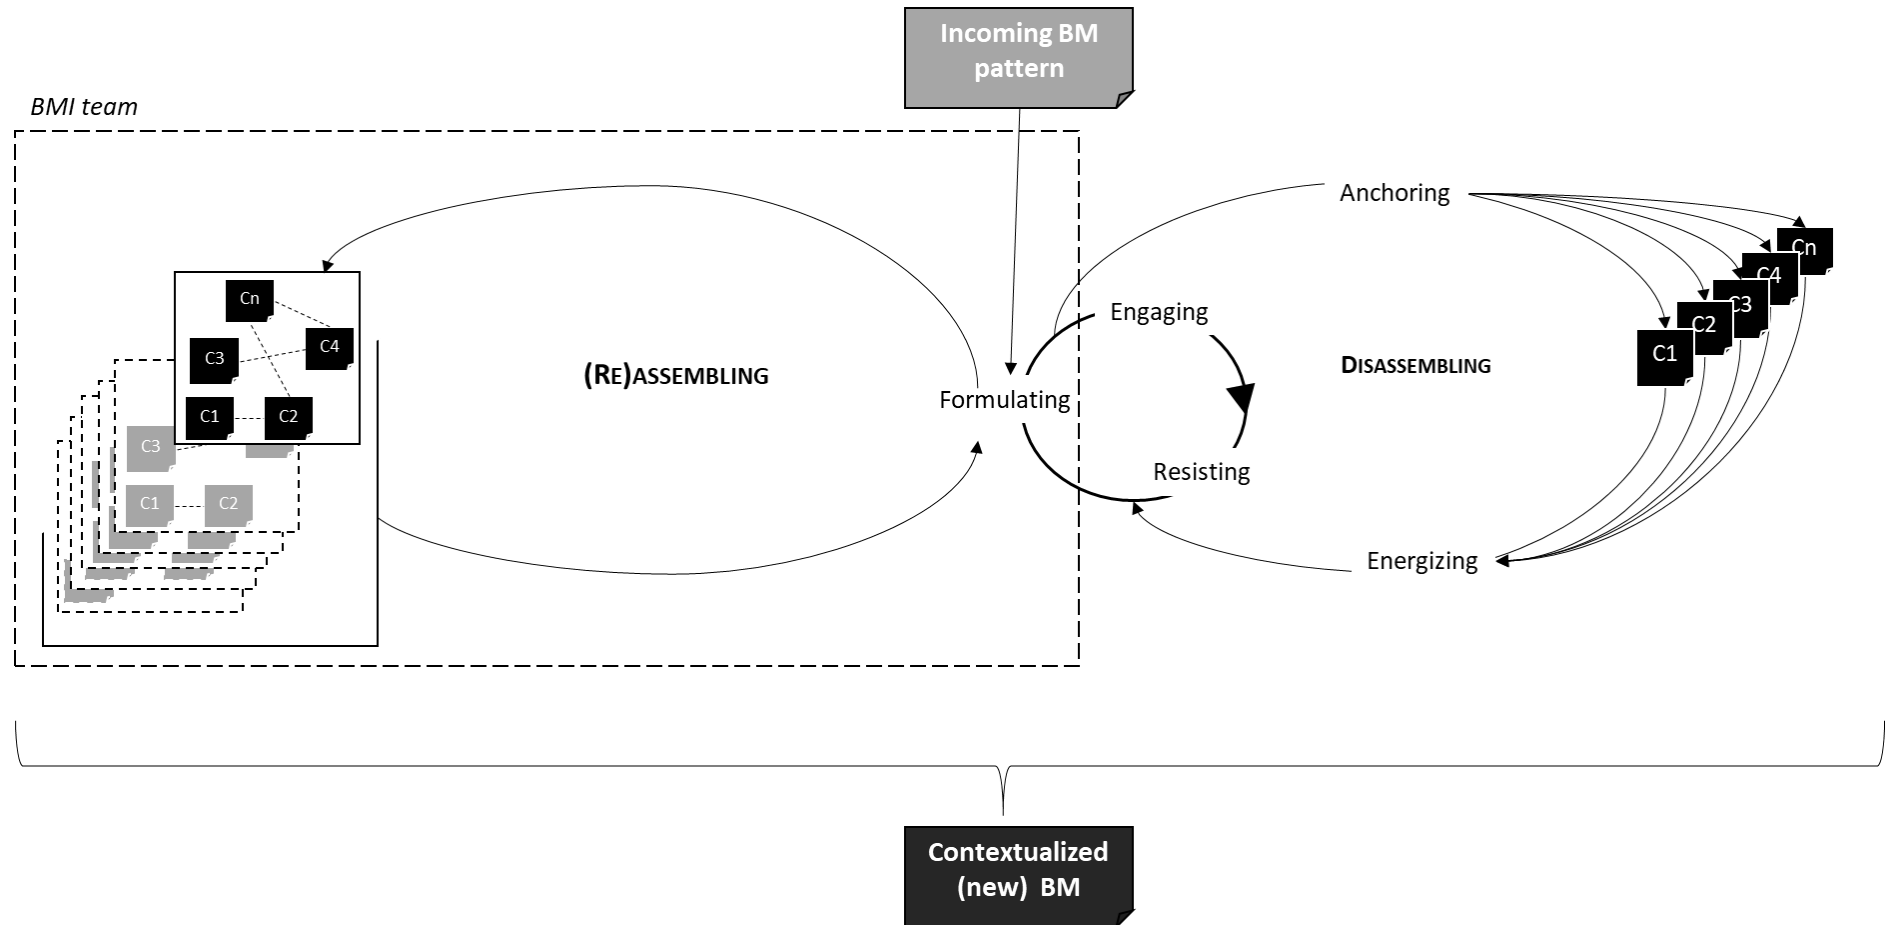 Incoming BM
pattern
BMI team
Anchoring
Cn
C4
C3
C2
C1
Engaging
Cn
C4
C3
C1
C2
(RE)ASSEMBLING
DISASSEMBLING
Formulating
C3
C1
C2
Resisting
Energizing
Contextualized
(new) BM